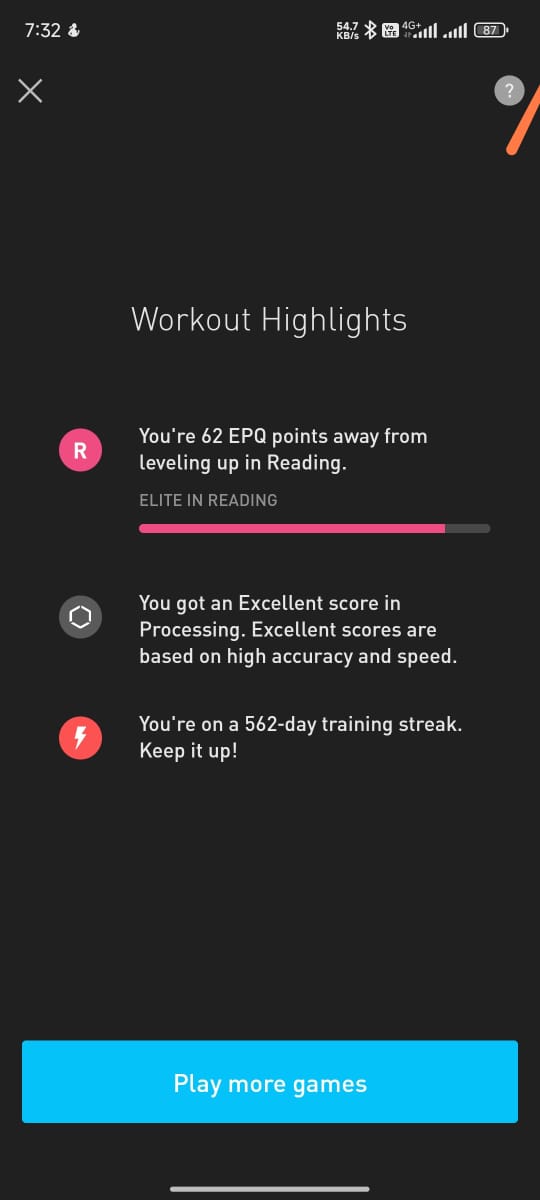 7:32
54.7
KB/s
Vo
LTE
4G+
87
?
Workout Highlights
R
You're 62 EPQ points away from
leveling up in Reading.
ELITE IN READING
You got an Excellent score in
Processing. Excellent scores are
based on high accuracy and speed.
You're on a 562-day training streak.
Keep it up!
Play more games